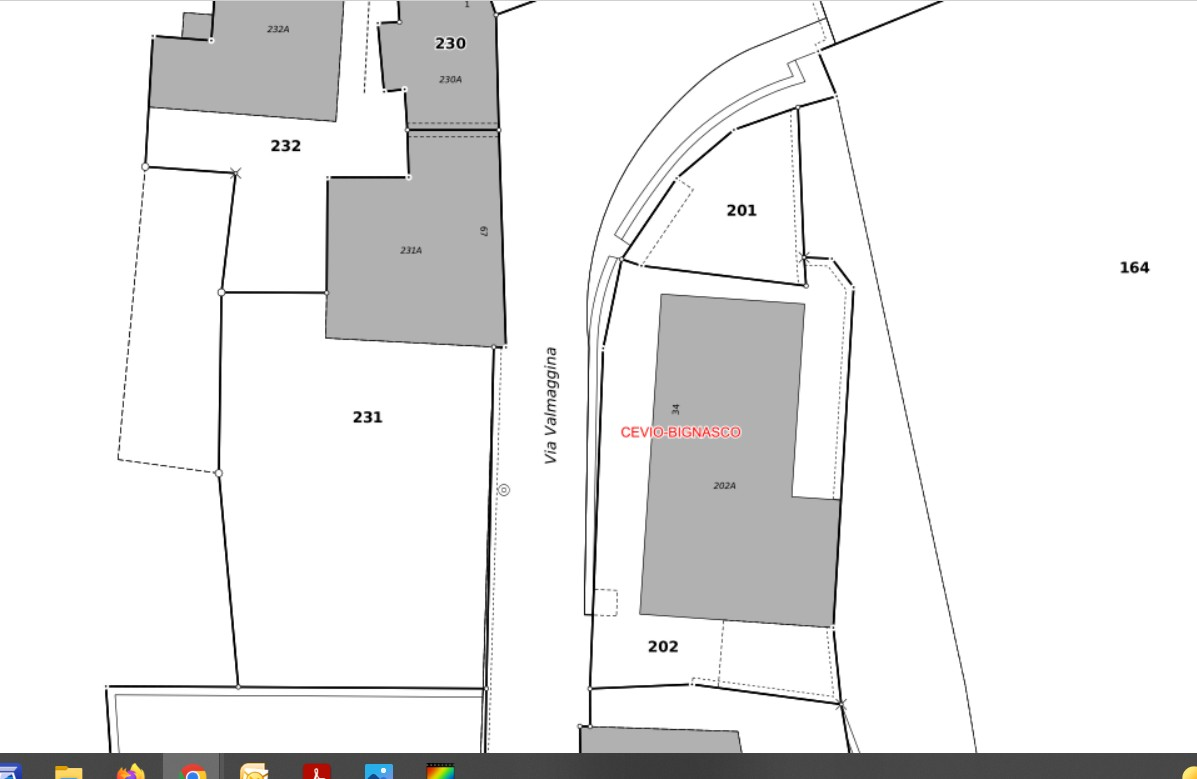 1
232A
230
230A
232
201
67
231A
164
Via Valmaggina
34
231
CEVIO-BIGNASCO
202A
202